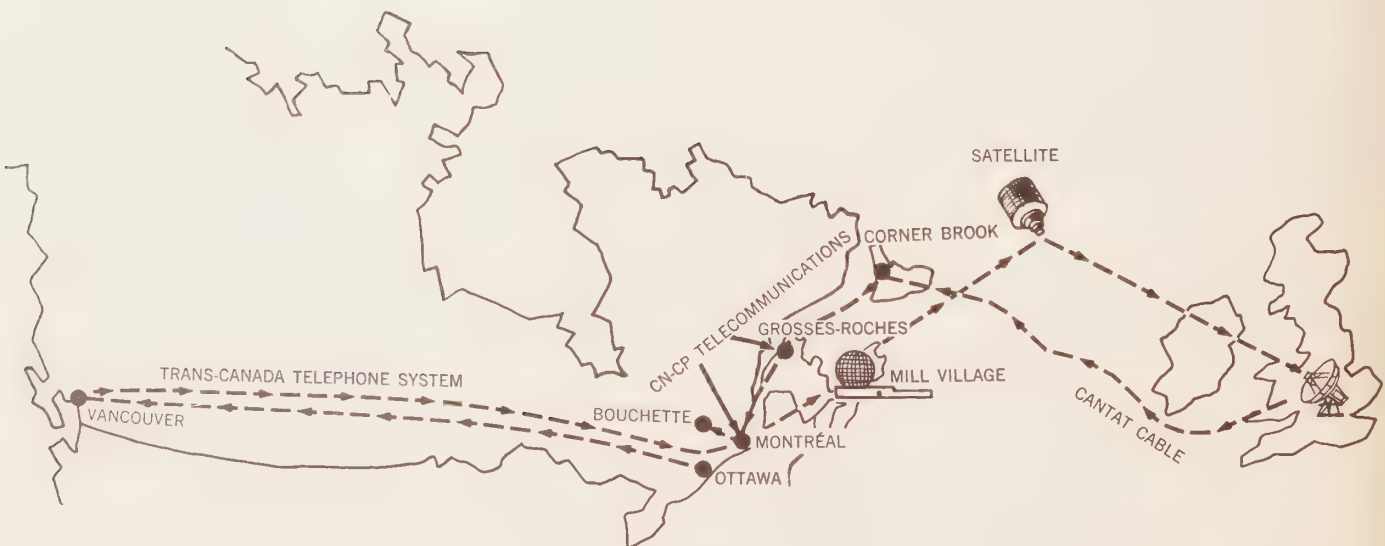 SATELLITE
CORNER BROOK
CN-CP TELECOMMUNICATIONS
GROSSES-ROCHES
TRANS-CANADA TELEPHONE SYSTEM
MILL VILLAGE
VANCOUVER
BOUCHETTE
MONTRÉAL
CANTAT CABLE
OTTAWA